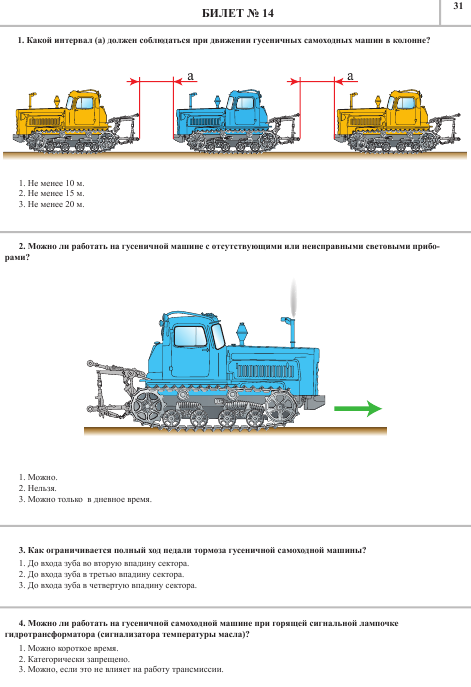 БИЛЕТ № 14
31
1. Какой интервал (а) должен соблюдаться при движении гусеничных самоходных машин в колонне?
а
а
1. Не менее 10 м.
2. Не менее 15 м.
3. Не менее 20 м.
2. Можно ли работать на гусеничной машине с отсутствующими или неисправными световыми прибо-
рами?
1. Можно.
2. Нельзя.
3. Можно только в дневное время.
3. Как ограничивается полный ход педали тормоза гусеничной самоходной машины?
1. До входа зуба во вторую впадину сектора.
2. До входа зуба в третью впадину сектора.
3. До входа зуба в четвертую впадину сектора.
4. Можно ли работать на гусеничной самоходной машине при горящей сигнальной лампочке
гидротрансформатора (сигнализатора температуры масла)?
1. Можно короткое время.
2. Категорически запрещено.
3. Можно, если это не влияет на работу трансмиссии.